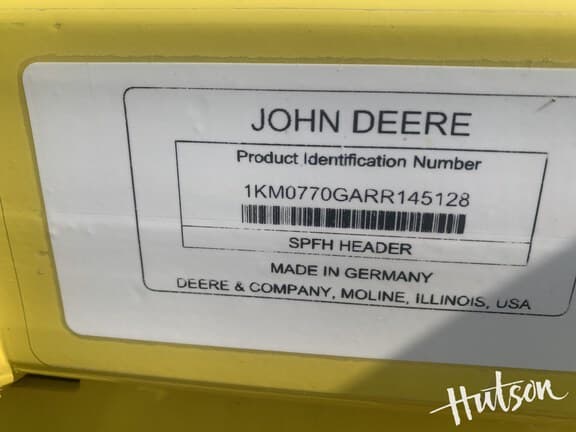 JOHN DEERE
Product Identification Number
1KM0770GARR145128
SPFH HEADER
MADE IN GERMANY
DEERE & COMPANY, MOLINE, ILLINOIS, USA
Hutson